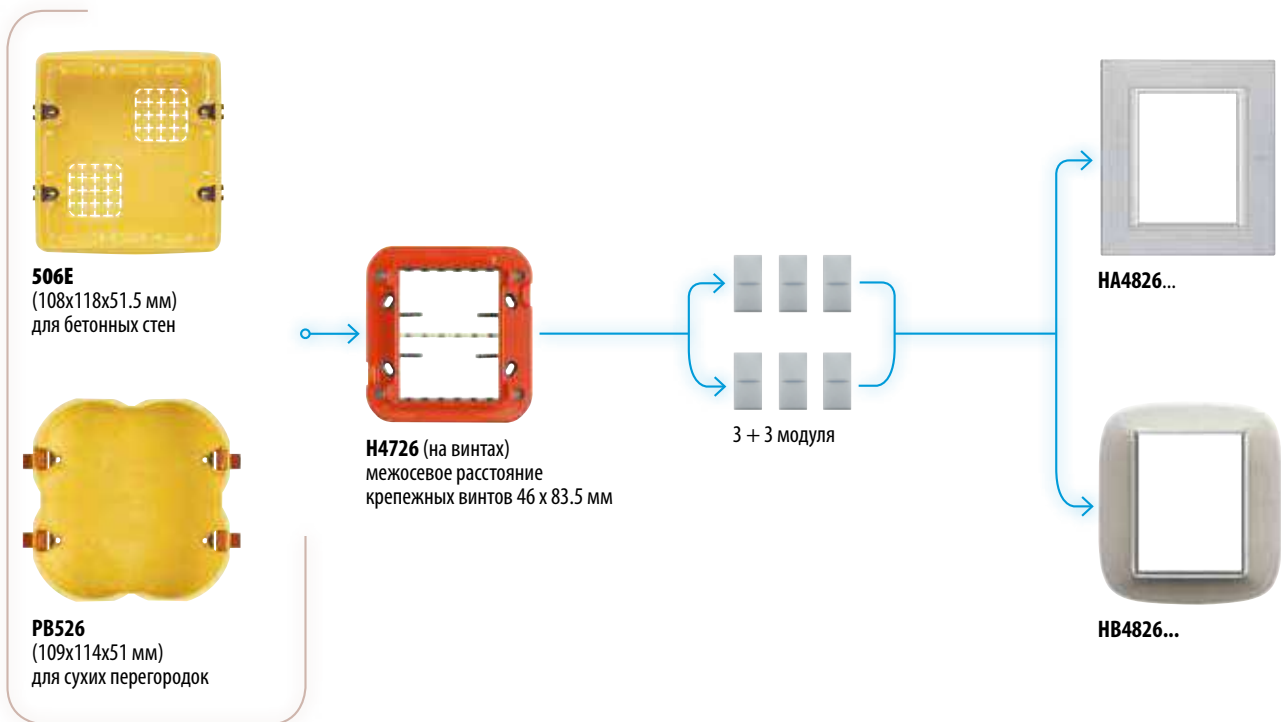 506E
(108x118x51.5 мм)
для бетонных стен
PB526
(109x114x51 мм)
для сухих перегородок
H4726 (на винтах)
межосевое расстояние
крепежных винтов 46 x 83.5 мм
3 + 3 модуля
HA4826...
HB4826...